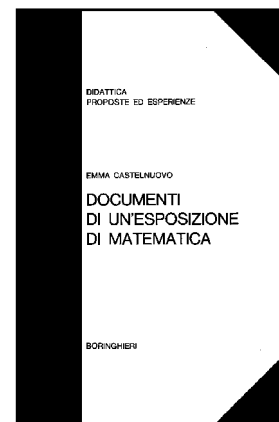 DIDATTICA
PROPOSTE ED ESPERIENZE
EMMA CASTELNUOVO
DOCUMENTI
DI UN'ESPOSIZIONE
DI MATEMATICA
BORINGHIERI